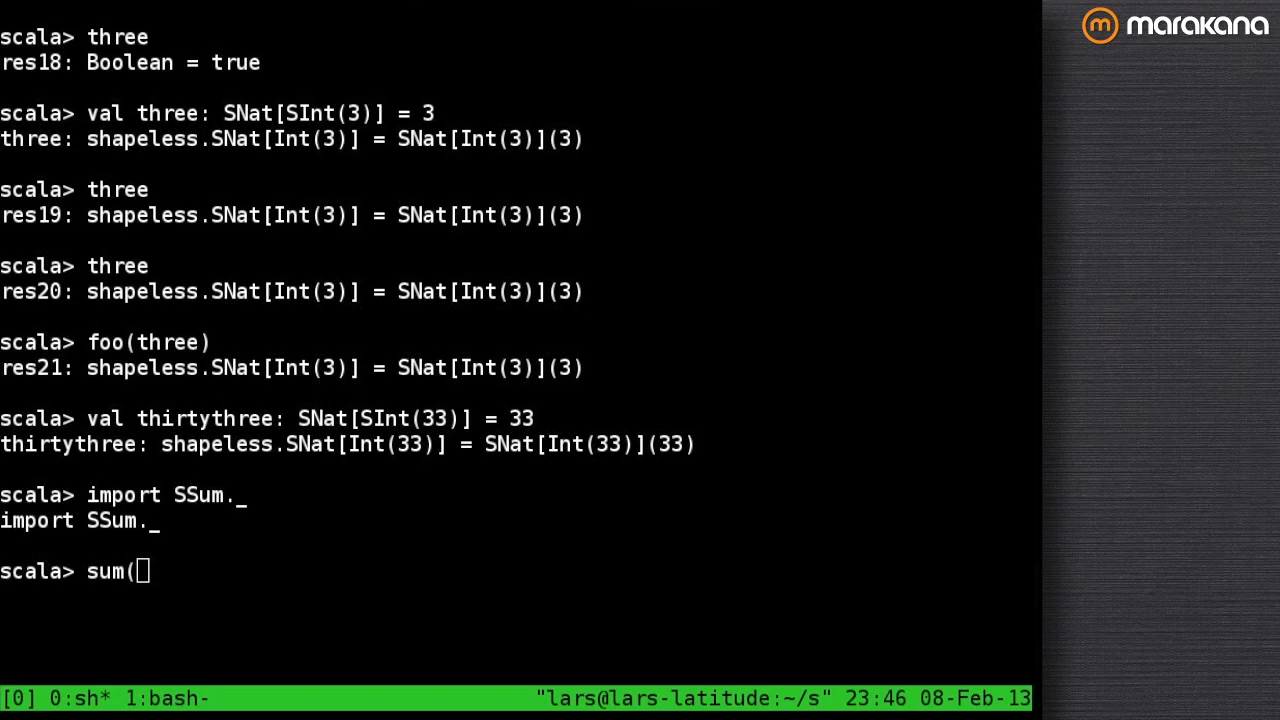 marakana
scala> three
res18: Boolean = true
scala> val three: SNat[SInt(3)] = 3
three: shapeless.SNat[Int(3)] = SNat[Int(3)](3)
scala> three
res19: shapeless.SNat[Int(3)] = SNat[Int(3)](3)
scala> three
res20: shapeless.SNat[Int(3)] = SNat[Int(3)](3)
scala> foo(three)
res21: shapeless.SNat[Int(3)] = SNat[Int(3)](3)
scala> val thirtythree: SNat[SInt(33)] = 33
thirtythree: shapeless.SNat[Int(33)] = SNat[Int(33)](33)
scala> import SSum._
import SSum._
scala> sum(
[0] 0:sh* 1:bash- "lars@lars-latitude:~/s" 23:46 08-Feb-13